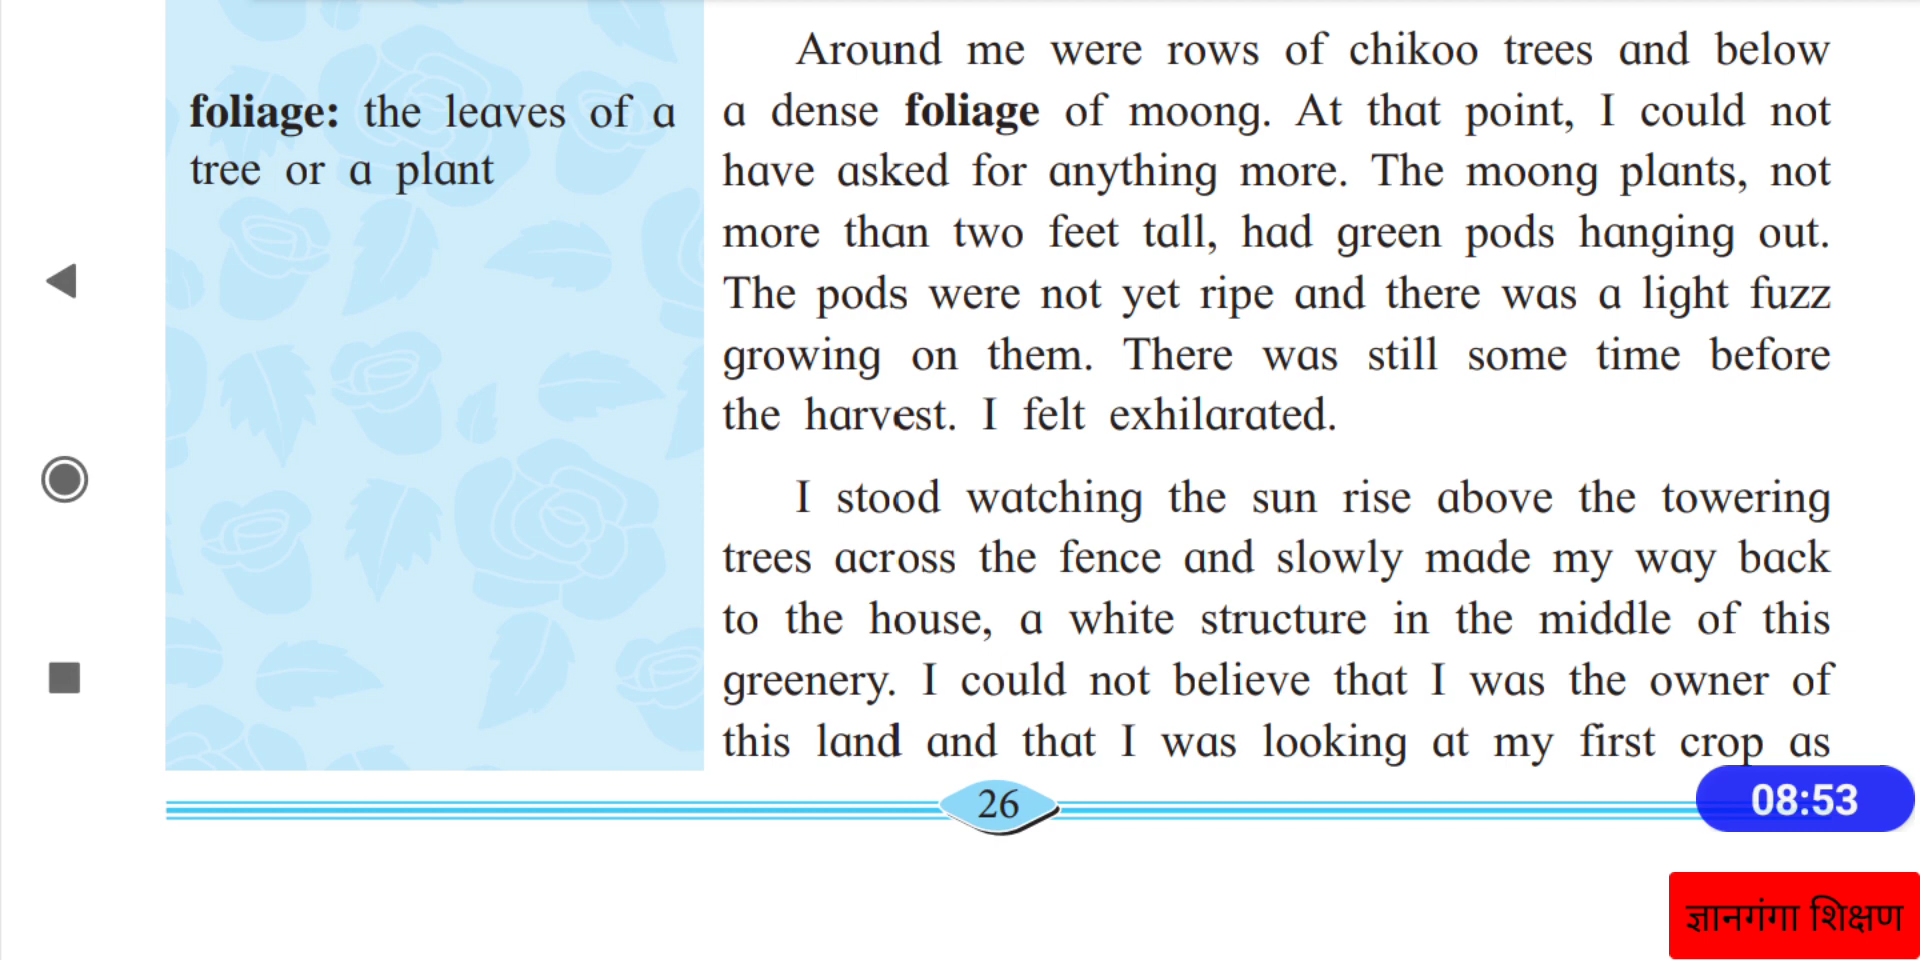 foliage: the leaves of a
tree or a plant
Around me were rows of chikoo trees and below
a dense foliage of moong. At that point, I could not
have asked for anything more. The moong plants, not
more than two feet tall, had green pods hanging out.
The pods were not yet ripe and there was a light fuzz
growing on them. There was still some time before
the harvest. I felt exhilarated.
I stood watching the sun rise above the towering
trees across the fence and slowly made my way back
to the house, a white structure in the middle of this
greenery. I could not believe that I was the owner of
this land and that I was looking at my first crop as
26
08:53
ज्ञानगंगा शिक्षण